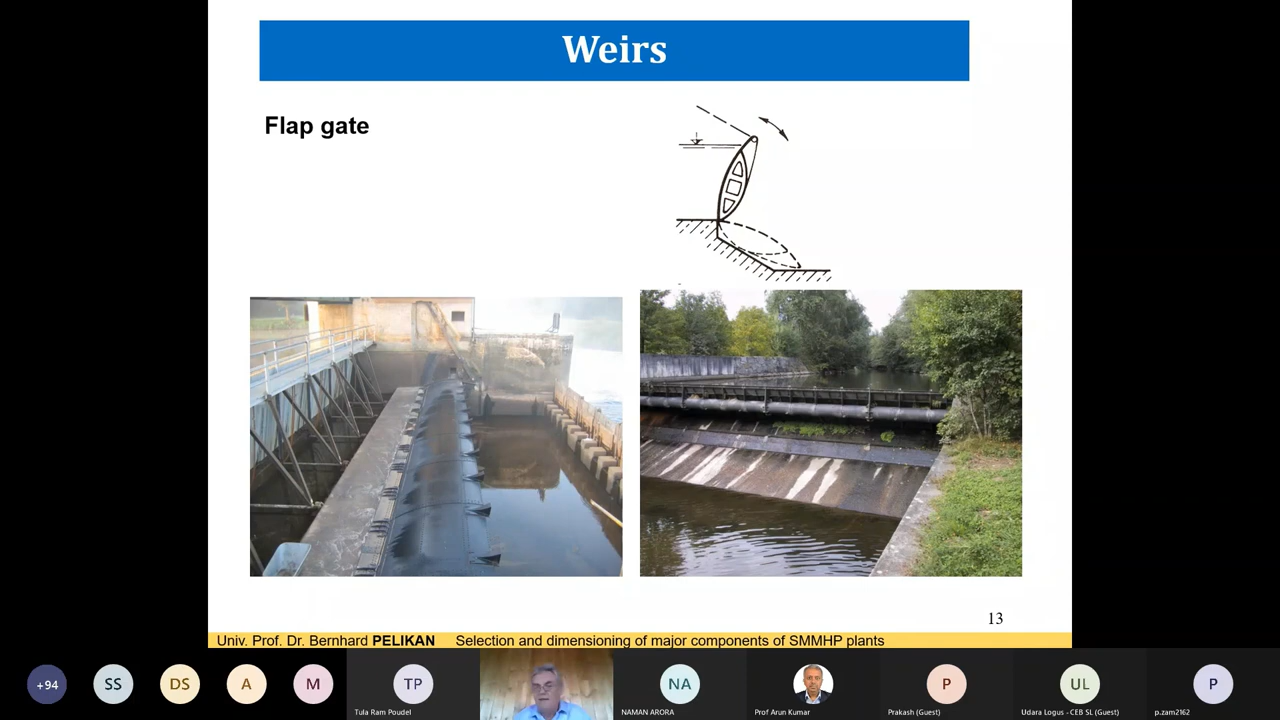 Weirs
Flap gate
13
Univ. Prof. Dr. Bernhard PELIKAN Selection and dimensioning of major components of SMMHP plants
+94
SS
DS
A
M
TP
NA
P
UL
P
Tula Ram Poudel
NAMAN ARORA
Prof Arun Kumar
Prakash (Guest)
Udara Logus - CEB SL (Guest)
p.zam2162